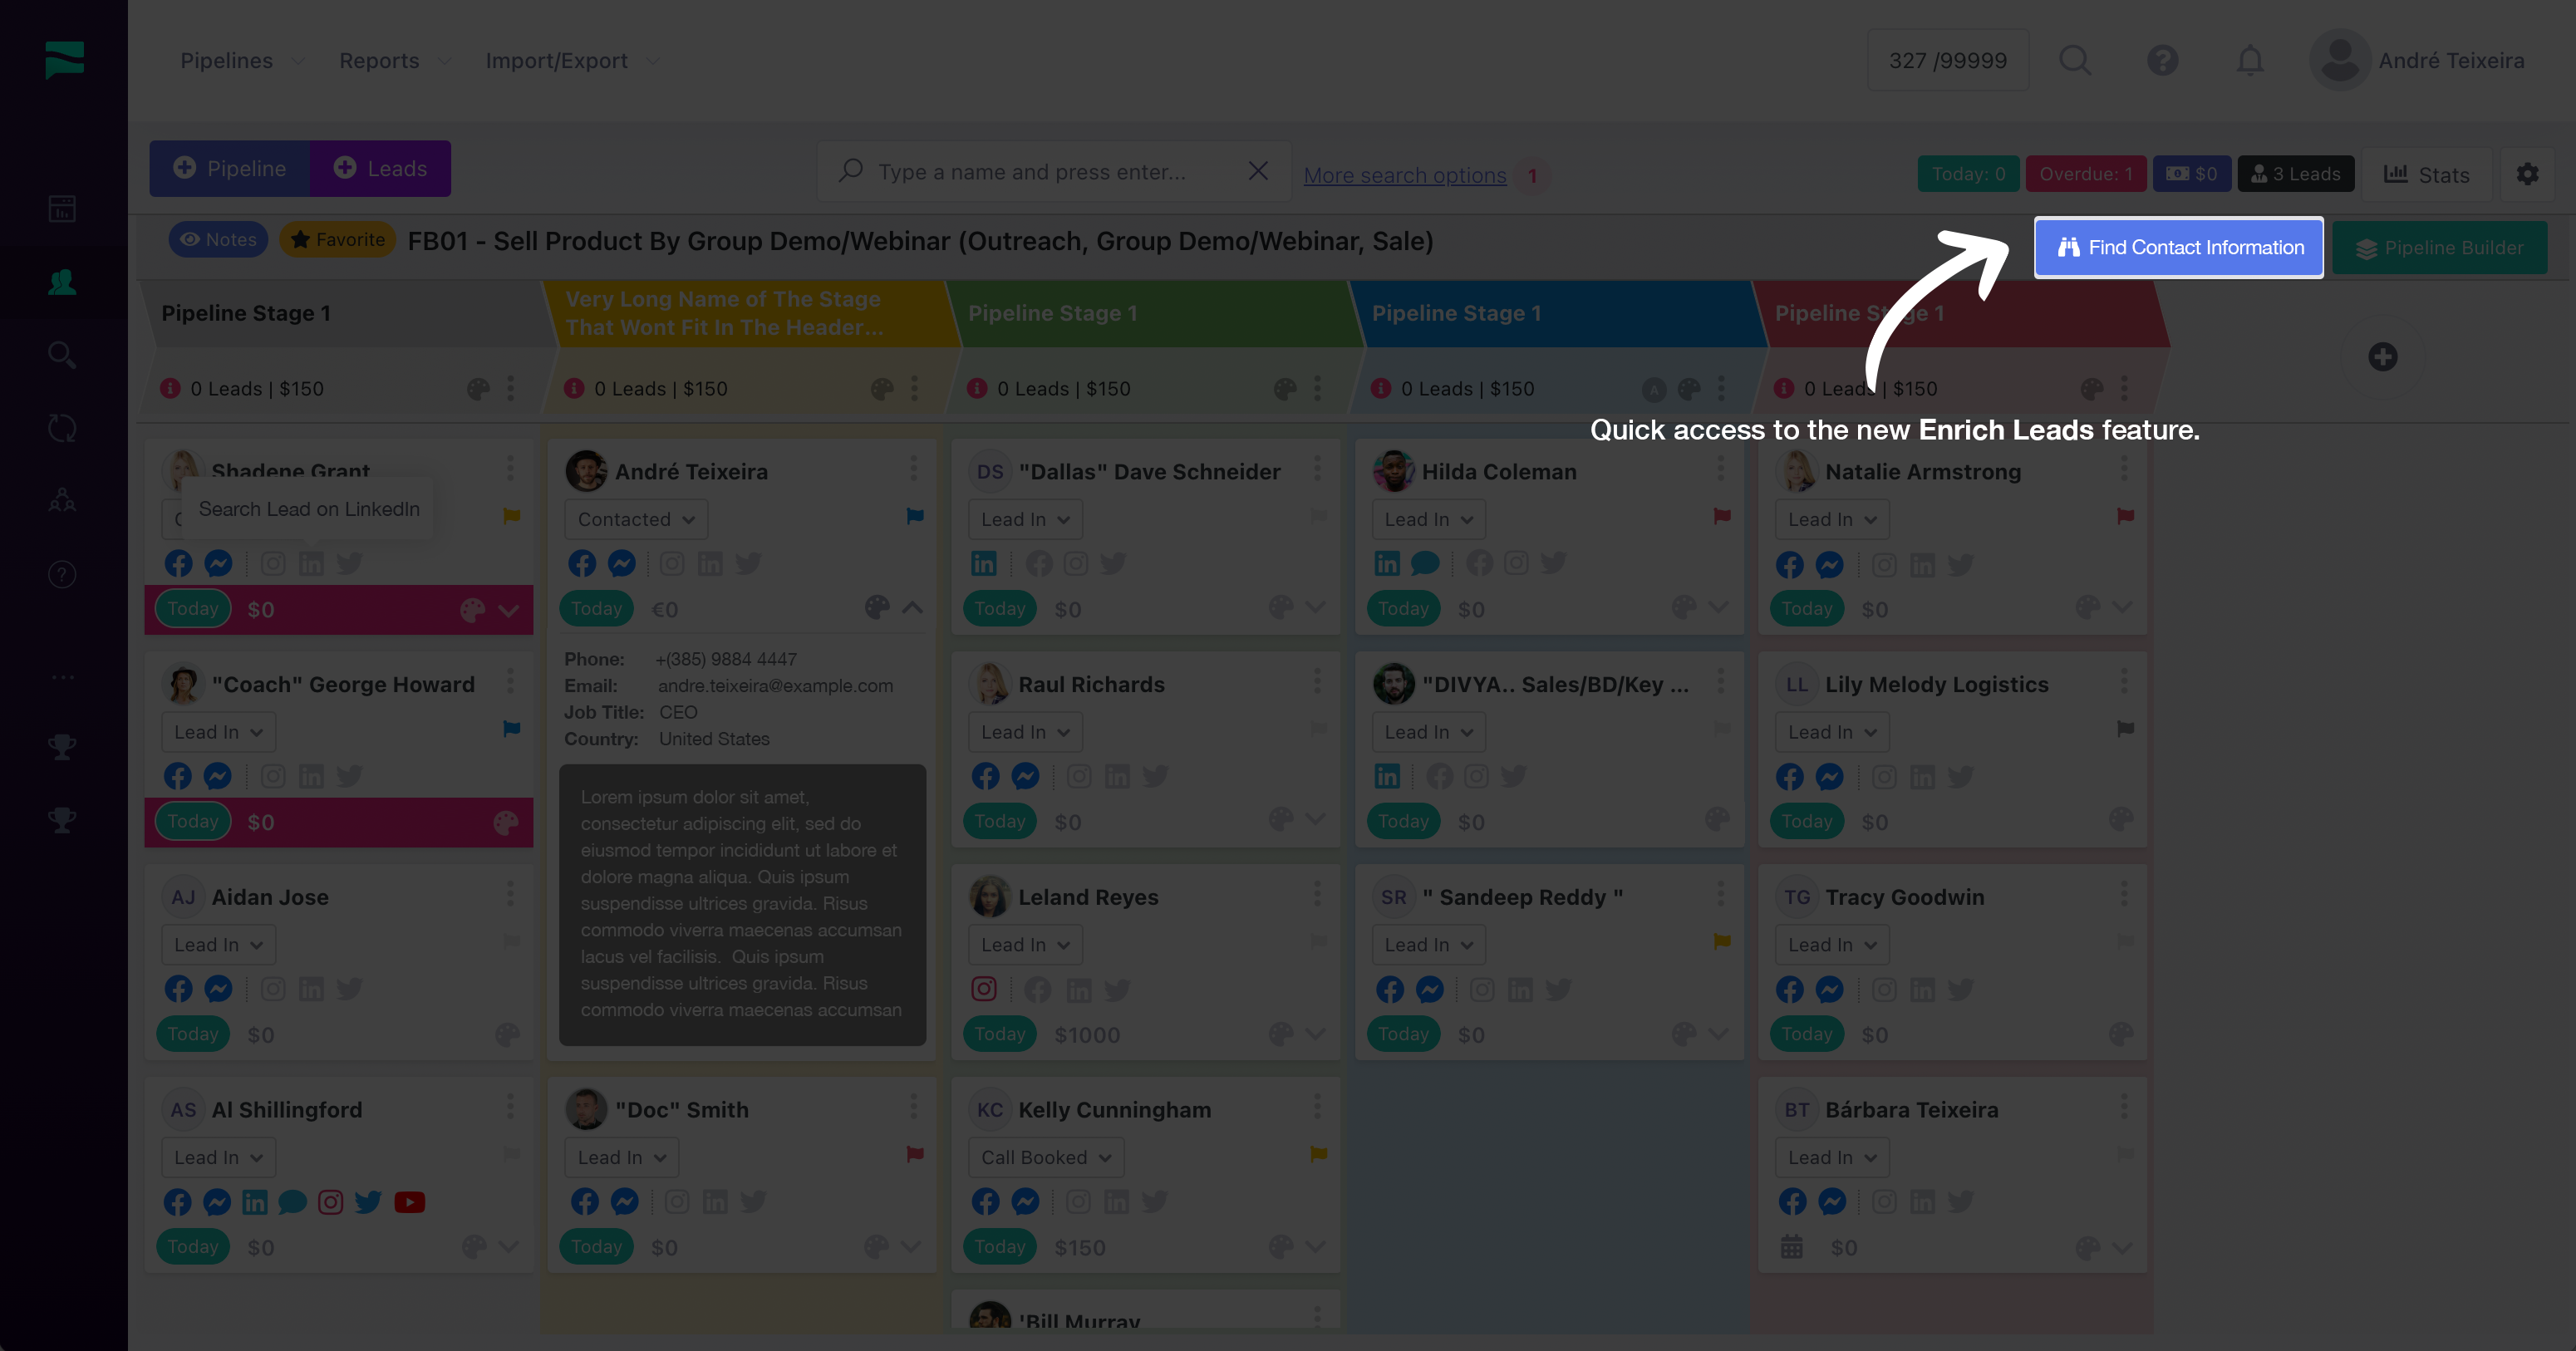 Pipelines
Reports
Import/Export
327 /99999
André Teixeira
Pipeline
Leads
Type a name and press enter...
More search options
1
Today: 0
Overdue: 1
$0
3 Leads
Stats
Notes
Favorite
FB01 - Sell Product By Group Demo/Webinar (Outreach, Group Demo/Webinar, Sale)
Find Contact Information
Pipeline Builder
Pipeline Stage 1
Very Long Name of The Stage
That Wont Fit In The Header...
Pipeline Stage 1
Pipeline Stage 1
Pipeline Stage 1
0 Leads | $150
0 Leads | $150
0 Leads | $150
0 Leads | $150
A
0 Leads | $150
Quick access to the new Enrich Leads feature.
Shadene Grant
Search Lead on LinkedIn
Today
$0
"Coach" George Howard
Lead In
Today
$0
AJ
Aidan Jose
Lead In
Today
$0
AS
Al Shillingford
Lead In
Today
$0
André Teixeira
Contacted
Today
€0
Phone: +(385) 9884 4447
Email: andre.teixeira@example.com
Job Title: CEO
Country: United States
Lorem ipsum dolor sit amet,
consectetur adipiscing elit, sed do
eiusmod tempor incididunt ut labore et
dolore magna aliqua. Quis ipsum
suspendisse ultrices gravida. Risus
commodo viverra maecenas accumsan
lacus vel facilisis. Quis ipsum
suspendisse ultrices gravida. Risus
commodo viverra maecenas accumsan
"Doc" Smith
Lead In
Today
$0
DS
"Dallas" Dave Schneider
Lead In
Today
$0
Raul Richards
Lead In
Today
$0
Leland Reyes
Lead In
Today
$1000
KC
Kelly Cunningham
Call Booked
Today
$150
'Bill Murray
Hilda Coleman
Lead In
Today
$0
"DIVYA.. Sales/BD/Key ...
Lead In
Today
$0
SR
" Sandeep Reddy "
Lead In
Today
$0
Natalie Armstrong
Lead In
Today
$0
LL
Lily Melody Logistics
Lead In
Today
$0
TG
Tracy Goodwin
Lead In
Today
$0
BT
Bárbara Teixeira
Lead In
$0